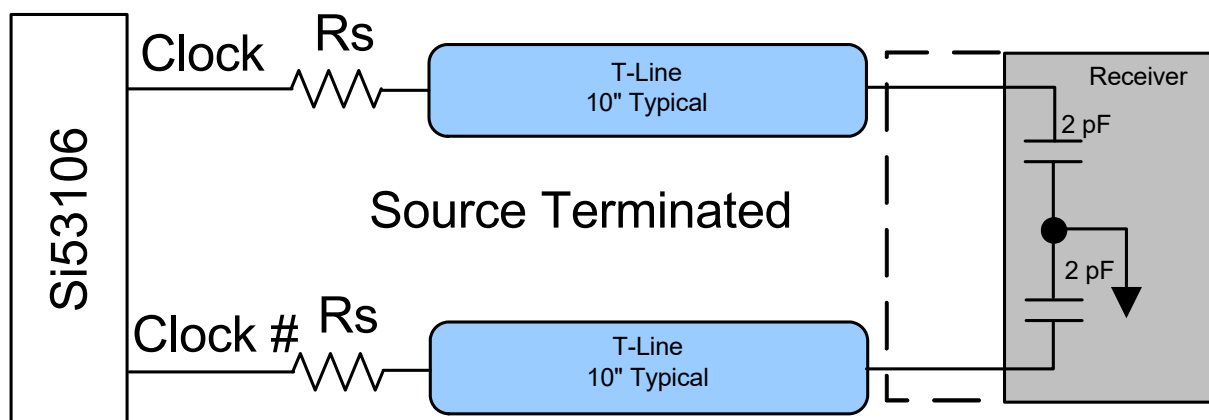 Si53106
Clock
Rs
T-Line
10" Typical
Receiver
2 pF
Source Terminated
2 pF
Clock #
Rs
T-Line
10" Typical